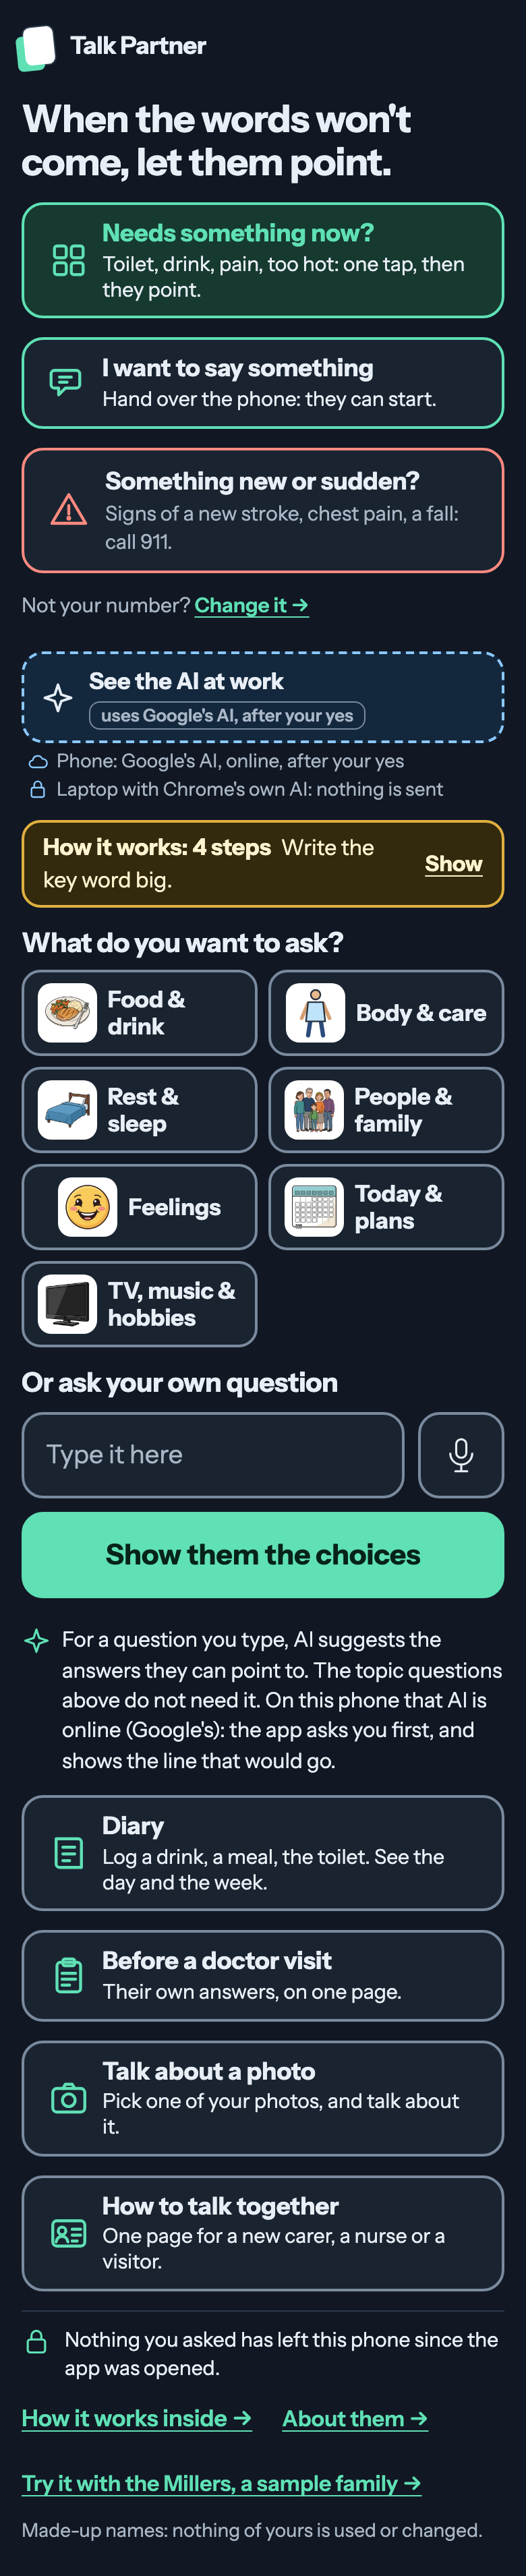 Talk Partner
When the words won't
come, let them point.
Needs something now?
Toilet, drink, pain, too hot: one tap, then
they point.
I want to say something
Hand over the phone: they can start.
Something new or sudden?
Signs of a new stroke, chest pain, a fall:
call 911.
Not your number? Change it →
See the AI at work
uses Google's AI, after your yes
Phone: Google's AI, online, after your yes
Laptop with Chrome's own AI: nothing is sent
How it works: 4 steps Write the
key word big.
Show
What do you want to ask?
Food &
drink
Body & care
Rest &
sleep
People &
family
Feelings
Today &
plans
TV, music &
hobbies
Or ask your own question
Type it here
Show them the choices
For a question you type, AI suggests the
answers they can point to. The topic questions
above do not need it. On this phone that AI is
online (Google's): the app asks you first, and
shows the line that would go.
Diary
Log a drink, a meal, the toilet. See the
day and the week.
Before a doctor visit
Their own answers, on one page.
Talk about a photo
Pick one of your photos, and talk about
it.
How to talk together
One page for a new carer, a nurse or a
visitor.
Nothing you asked has left this phone since the
app was opened.
How it works inside →
About them →
Try it with the Millers, a sample family →
Made-up names: nothing of yours is used or changed.